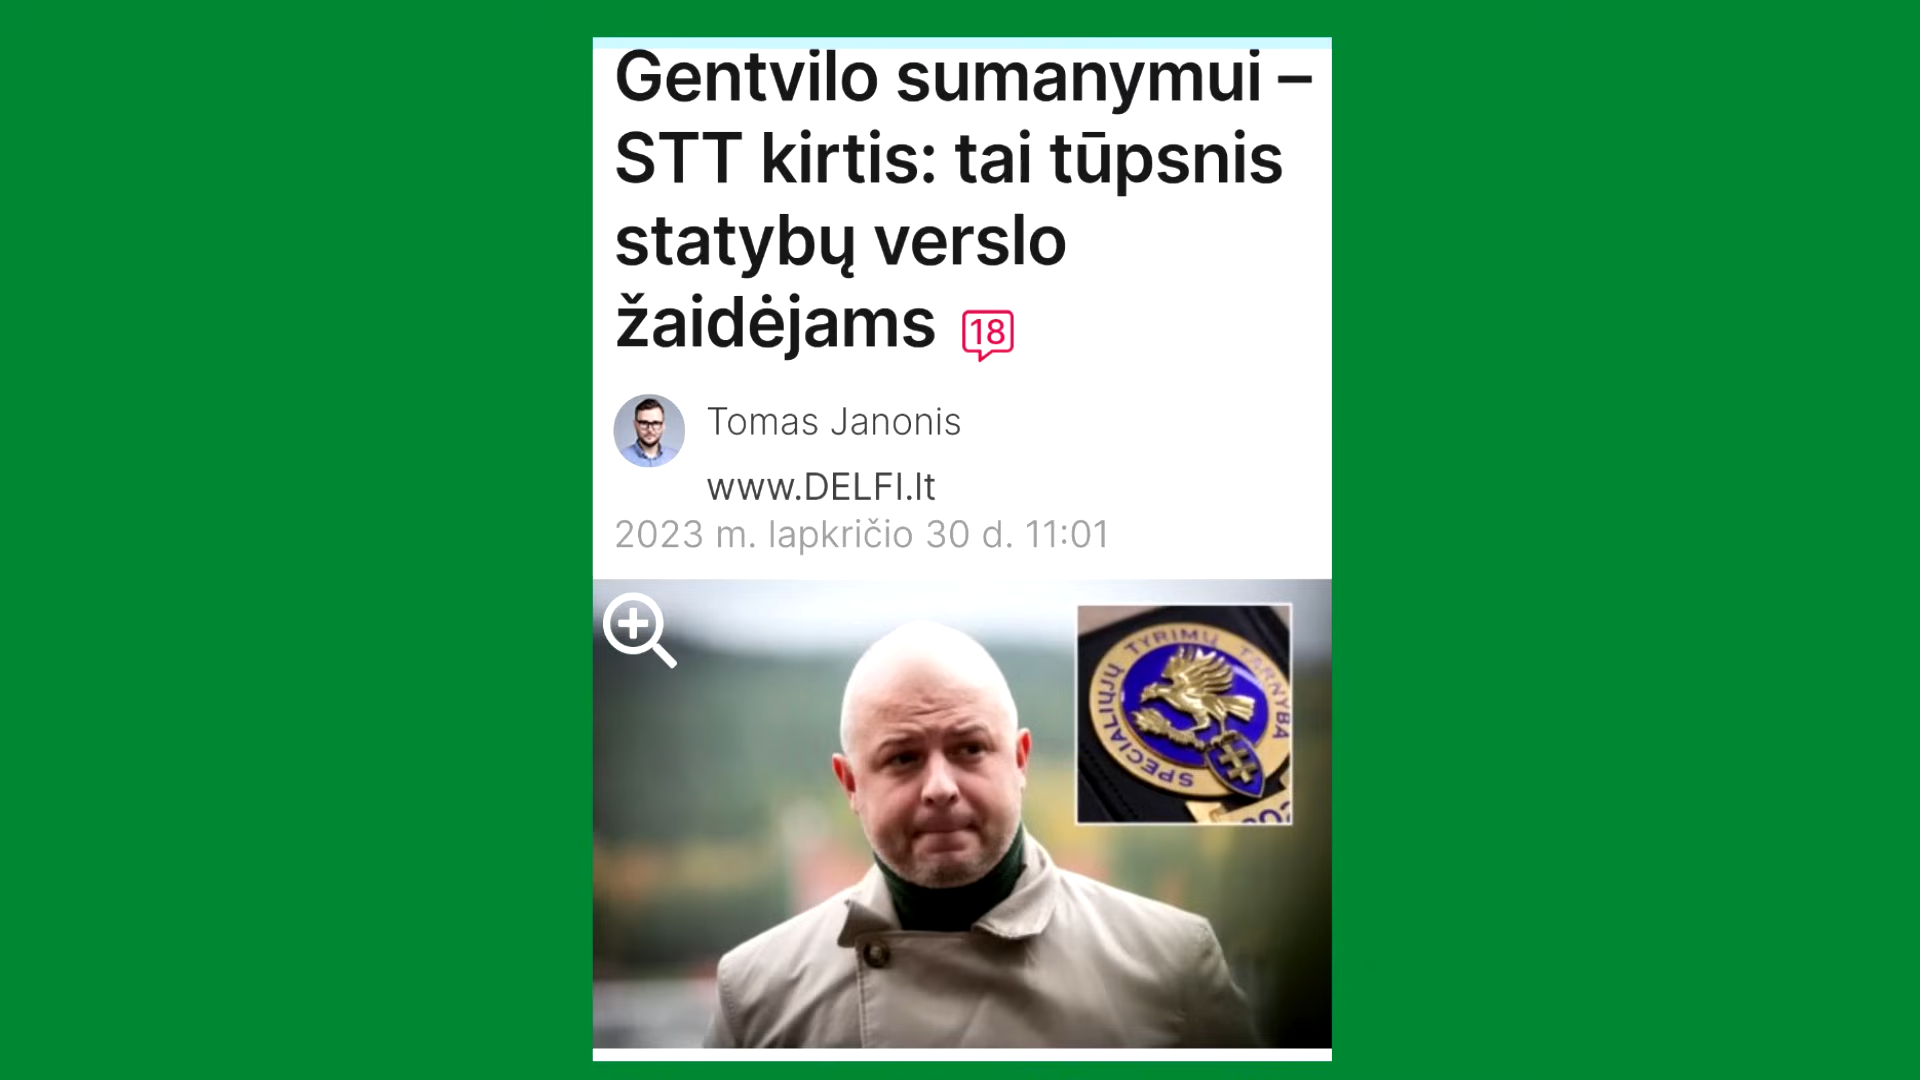 Gentvilo sumanymui –
STT kirtis: tai tūpsnis
statybų verslo
žaidėjams 18
Tomas Janonis
www.DELFI.lt
2023 m. lapkričio 30 d. 11:01
SPECIALIŲJŲ TYRIMŲ TARNYBA